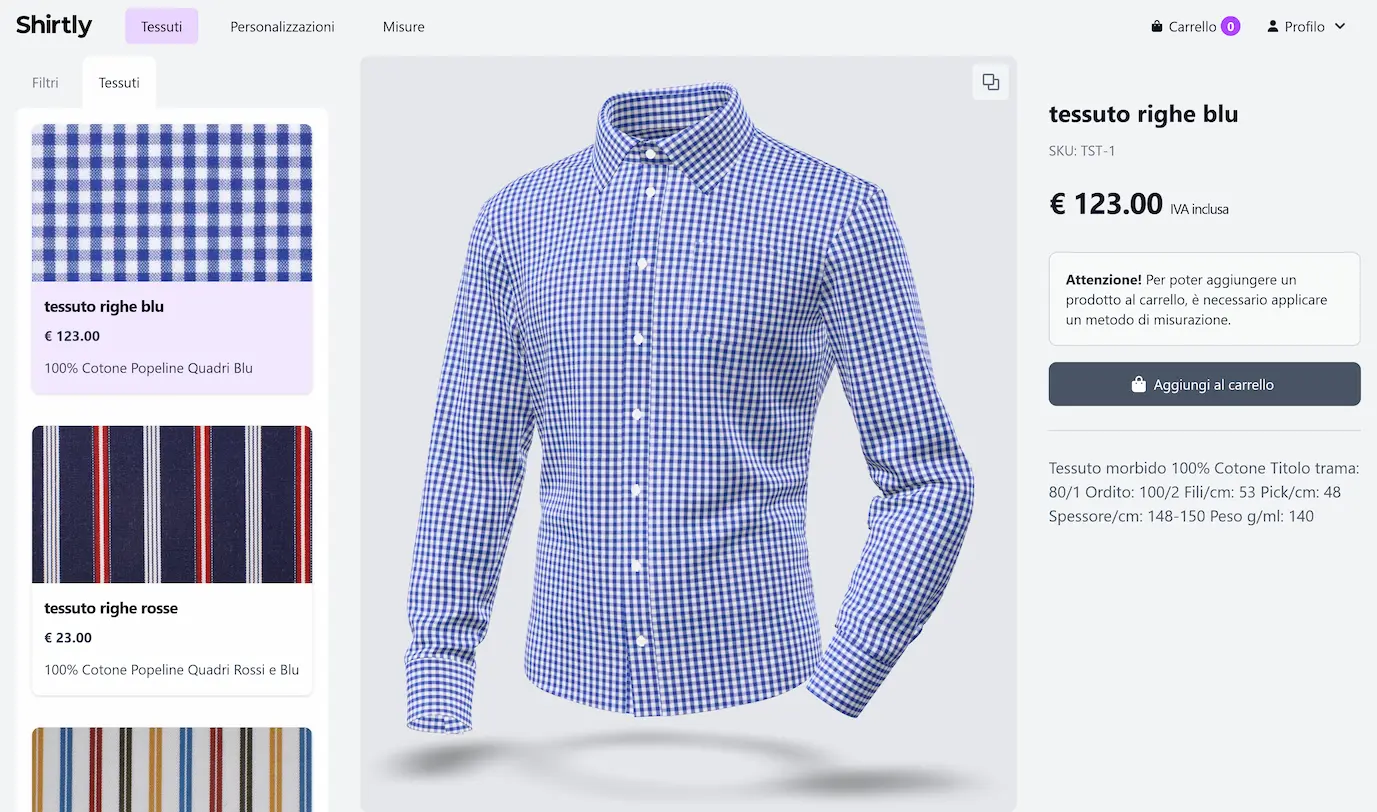 Shirtly
Tessuti
Personalizzazioni
Misure
Carrello 0
Profilo
Filtri
Tessuti
tessuto righe blu
€ 123.00
100% Cotone Popeline Quadri Blu
tessuto righe rosse
€ 23.00
100% Cotone Popeline Quadri Rossi e Blu
tessuto righe blu
SKU: TST-1
€ 123.00 IVA inclusa
Attenzione! Per poter aggiungere un
prodotto al carrello, è necessario applicare
un metodo di misurazione.
Aggiungi al carrello
Tessuto morbido 100% Cotone Titolo trama:
80/1 Ordito: 100/2 Fili/cm: 53 Pick/cm: 48
Spessore/cm: 148-150 Peso g/ml: 140